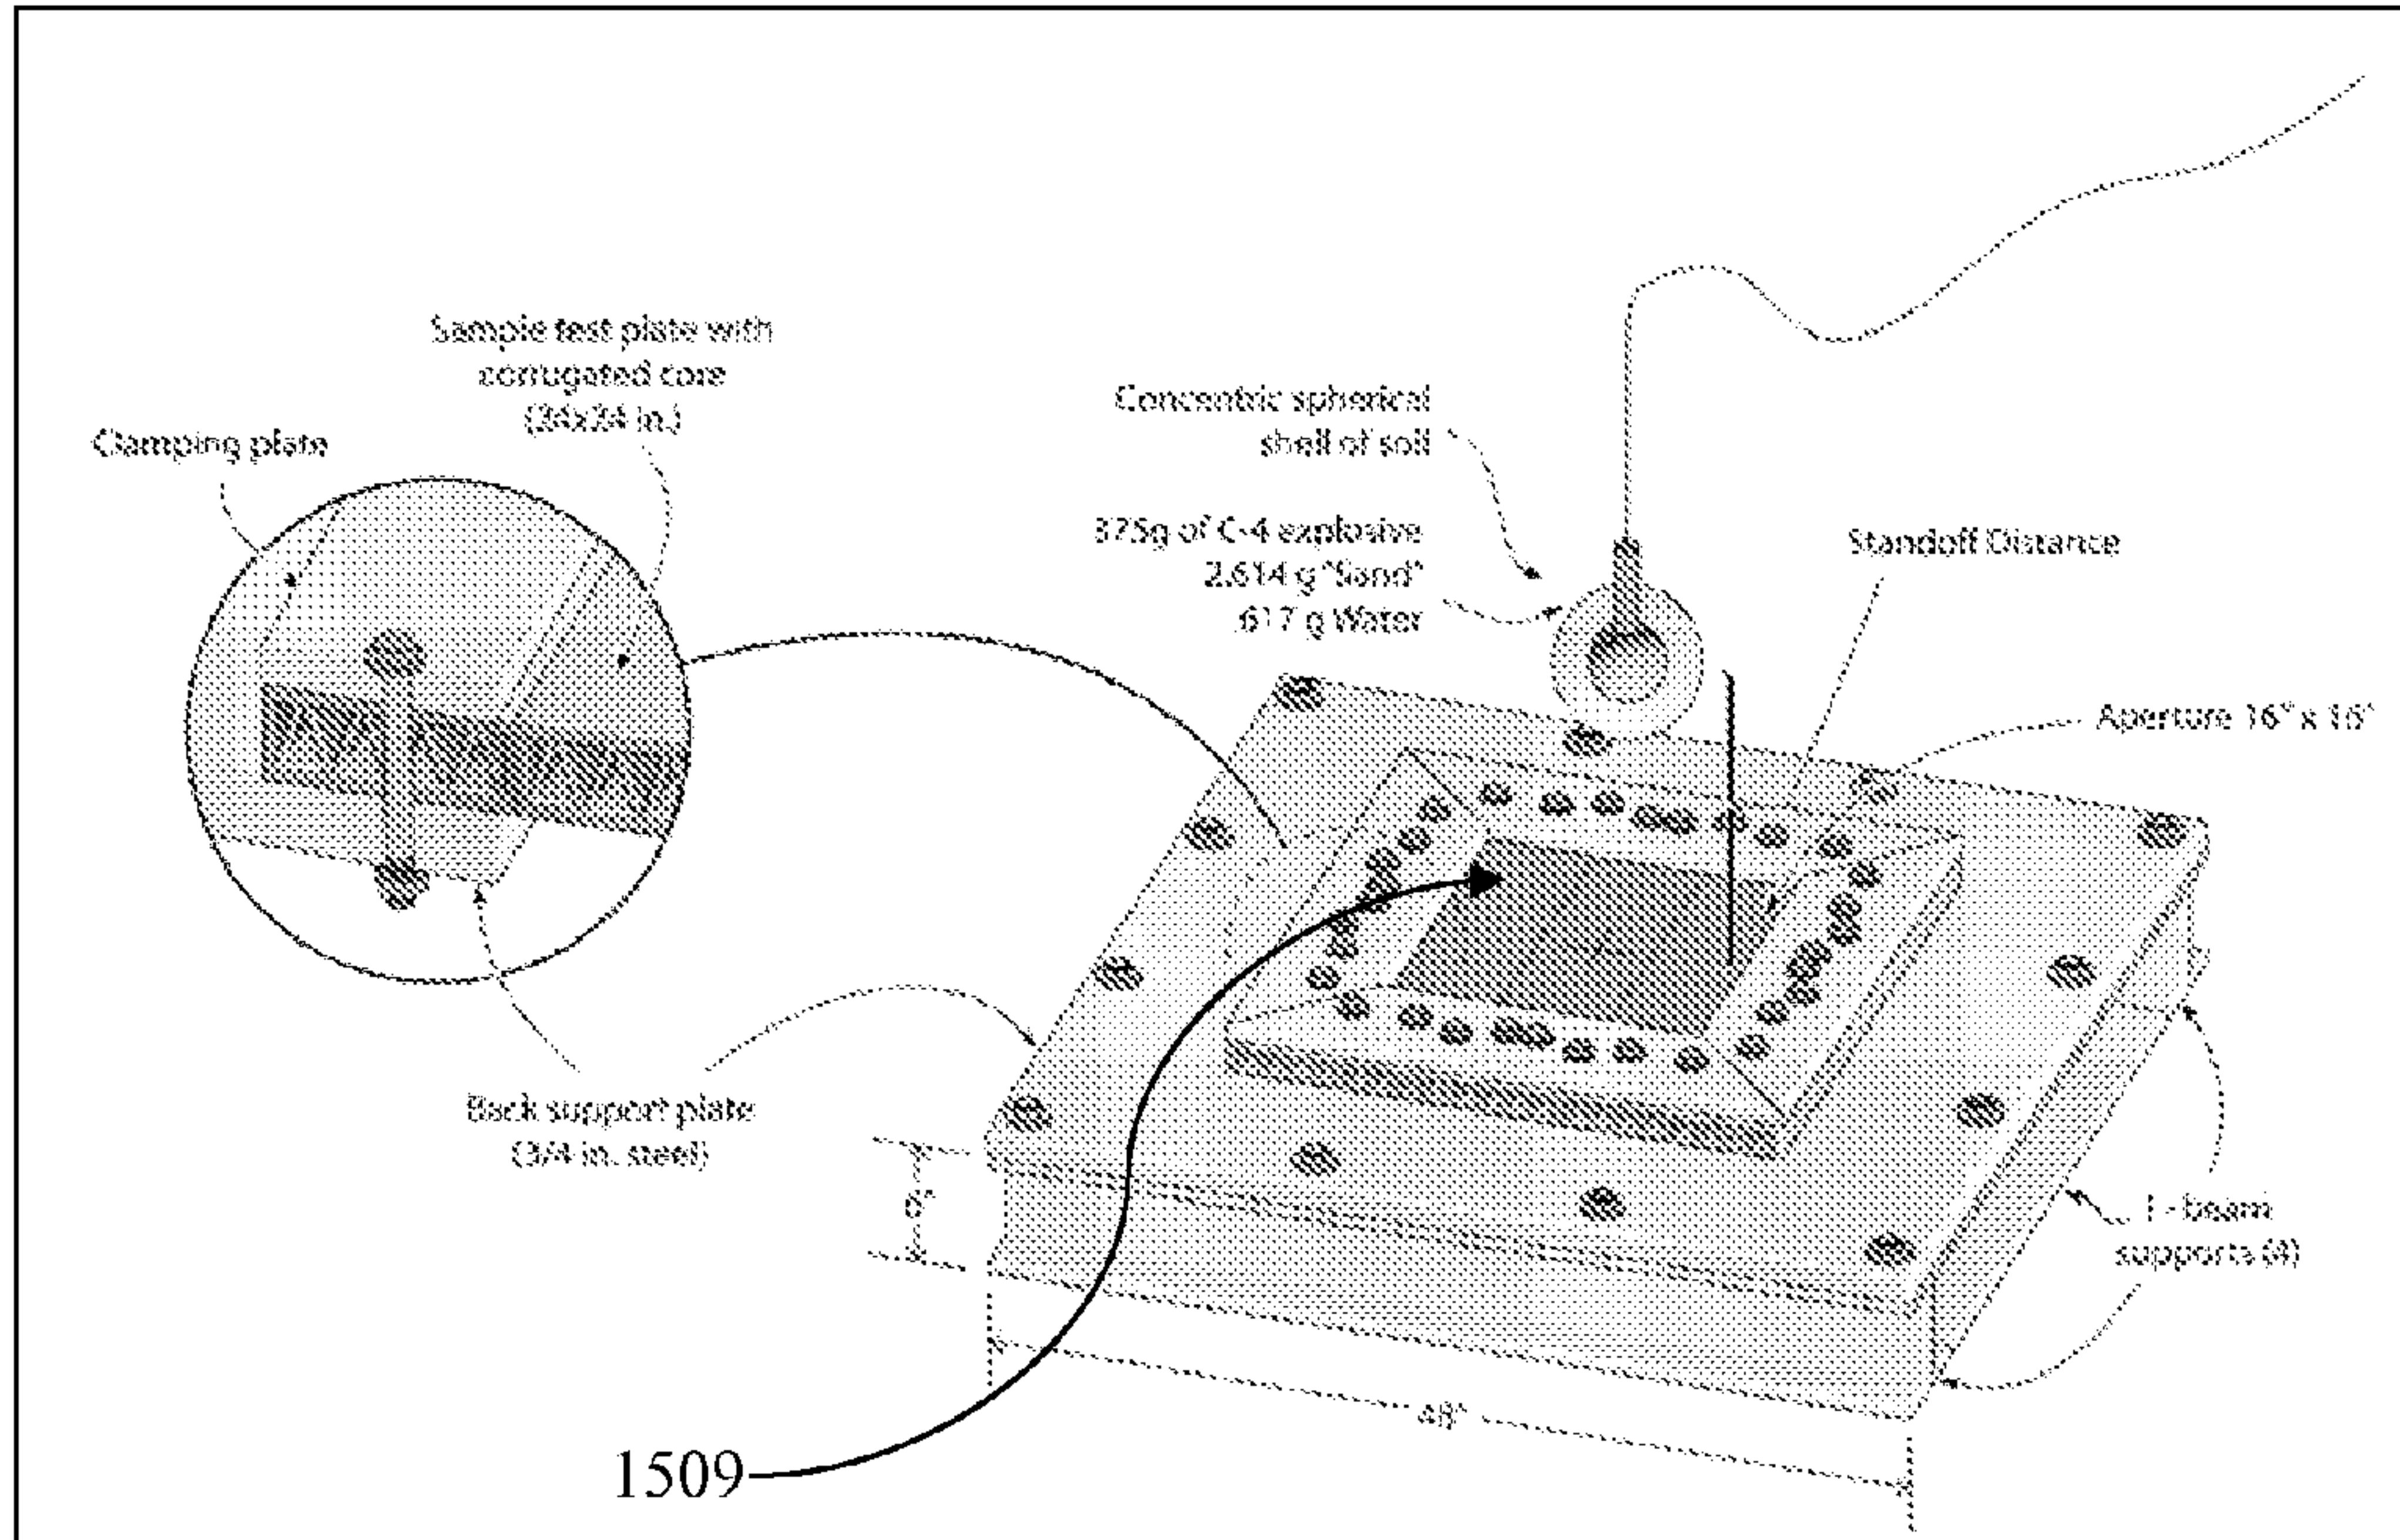 Sample test plate with
corrugated core
(24x24 in.)
Clamping plate
Concentric spherical
shell of soil
375g of C-4 explosive
2,614 g "Sand"
617 g Water
Standoff Distance
Aperture 16" x 16"
Back support plate
(3/4 in. steel)
6"
I - beam
supports (4)
48"
1509